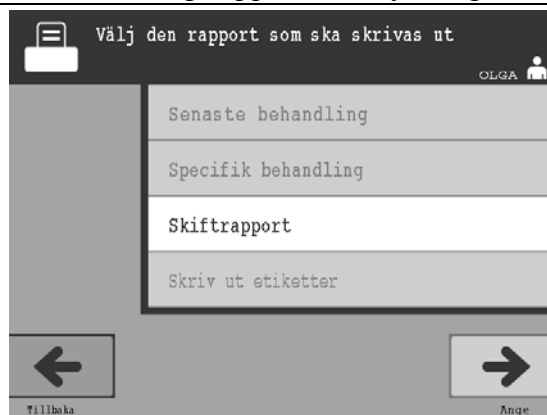 Välj den rapport som ska skrivas ut
OLGA
Senaste behandling
Specifik behandling
Skiftrapport
Skriv ut etiketter
Tillbaka
Ange